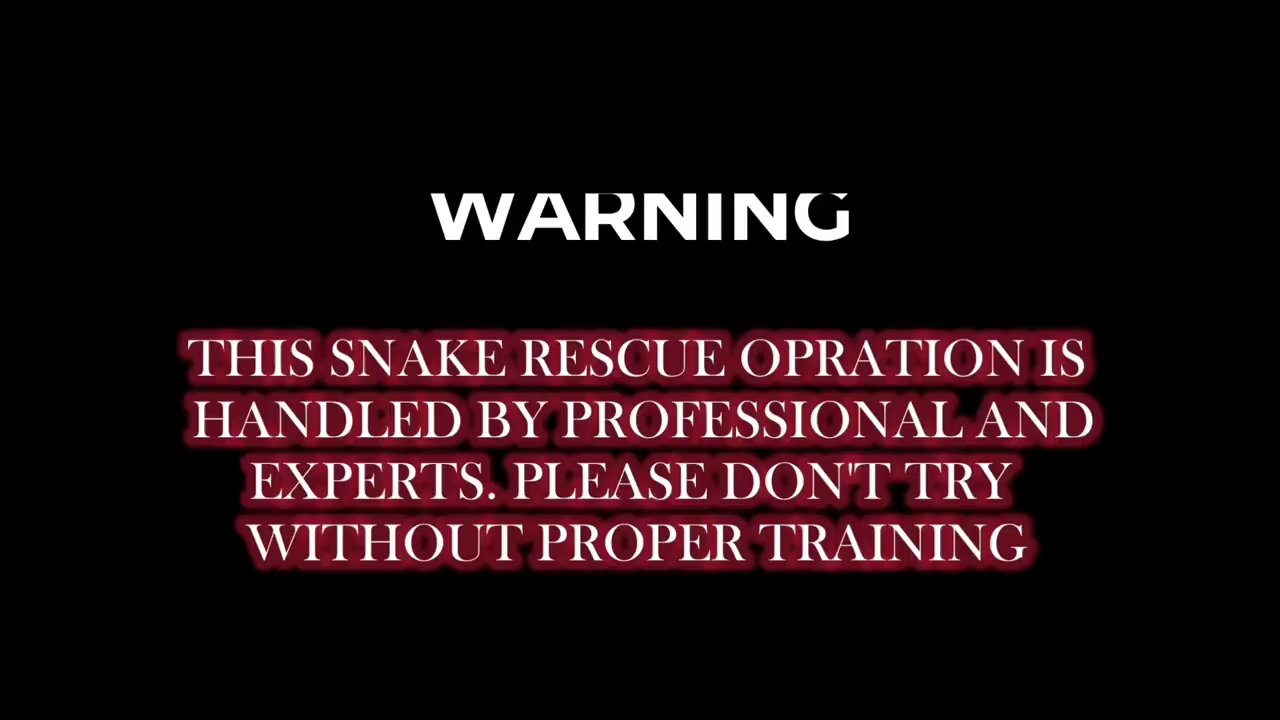 WARNING
THIS SNAKE RESCUE OPRATION IS
HANDLED BY PROFESSIONAL AND
EXPERTS. PLEASE DON'T TRY
WITHOUT PROPER TRAINING